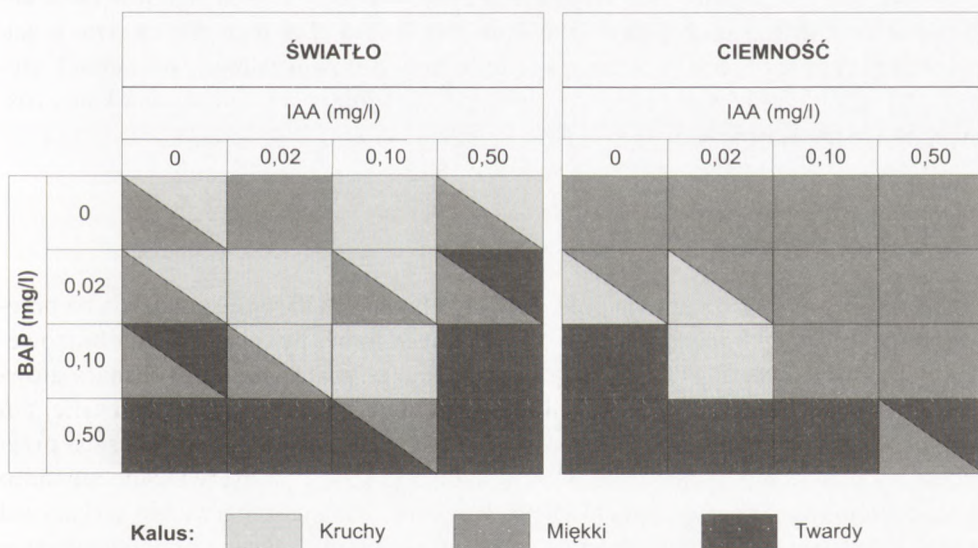 ŚWIATŁO CIEMNOŚĆ
IAA (mg/l) IAA (mg/l)
0 0,02 0,10 0,50 0 0,02 0,10 0,50
BAP (mg/l)
0
0,02
0,10
0,50
Kalus: Kruchy Miękki Twardy